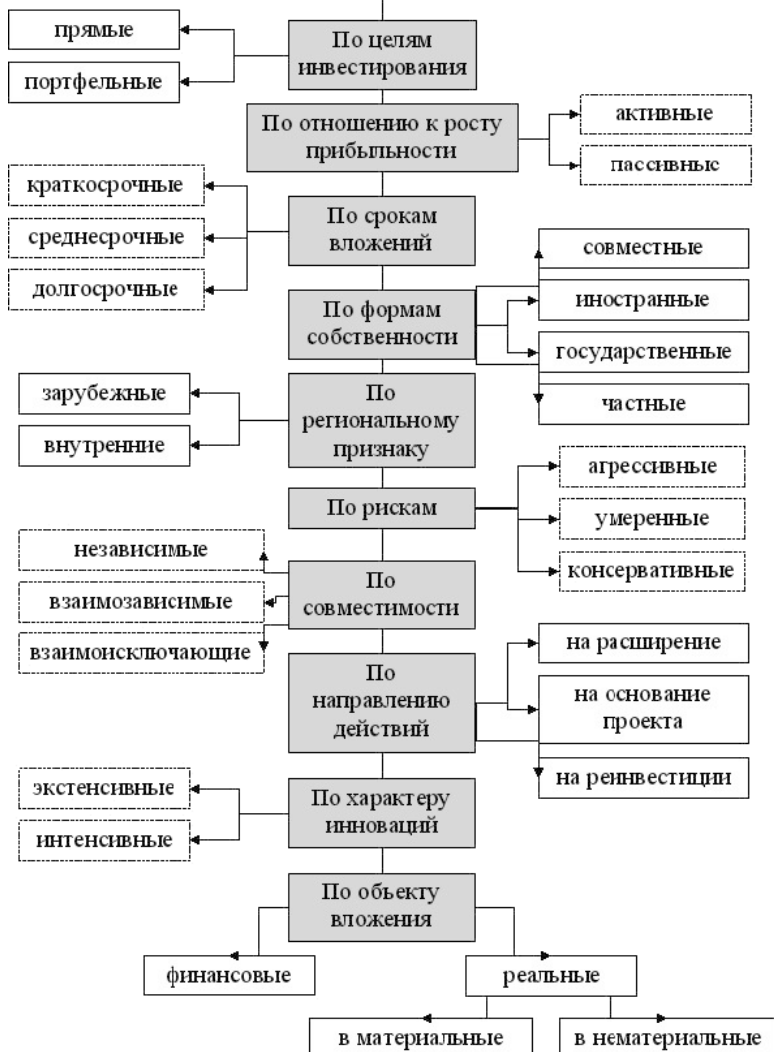 прямые
портфельные
По целям
инвестирования
По отношению к росту
прибыльности
активные
пассивные
краткосрочные
среднесрочные
долгосрочные
По срокам
вложений
По формам
собственности
совместные
иностранные
государственные
частные
зарубежные
внутренние
По
региональному
признаку
По рискам
агрессивные
умеренные
консервативные
независимые
взаимозависимые
взаимоисключающие
По
совместимости
По
направлению
действий
на расширение
на основание
проекта
на реинвестиции
экстенсивные
интенсивные
По характеру
инноваций
По объекту
вложения
финансовые
реальные
в материальные
в нематериальные